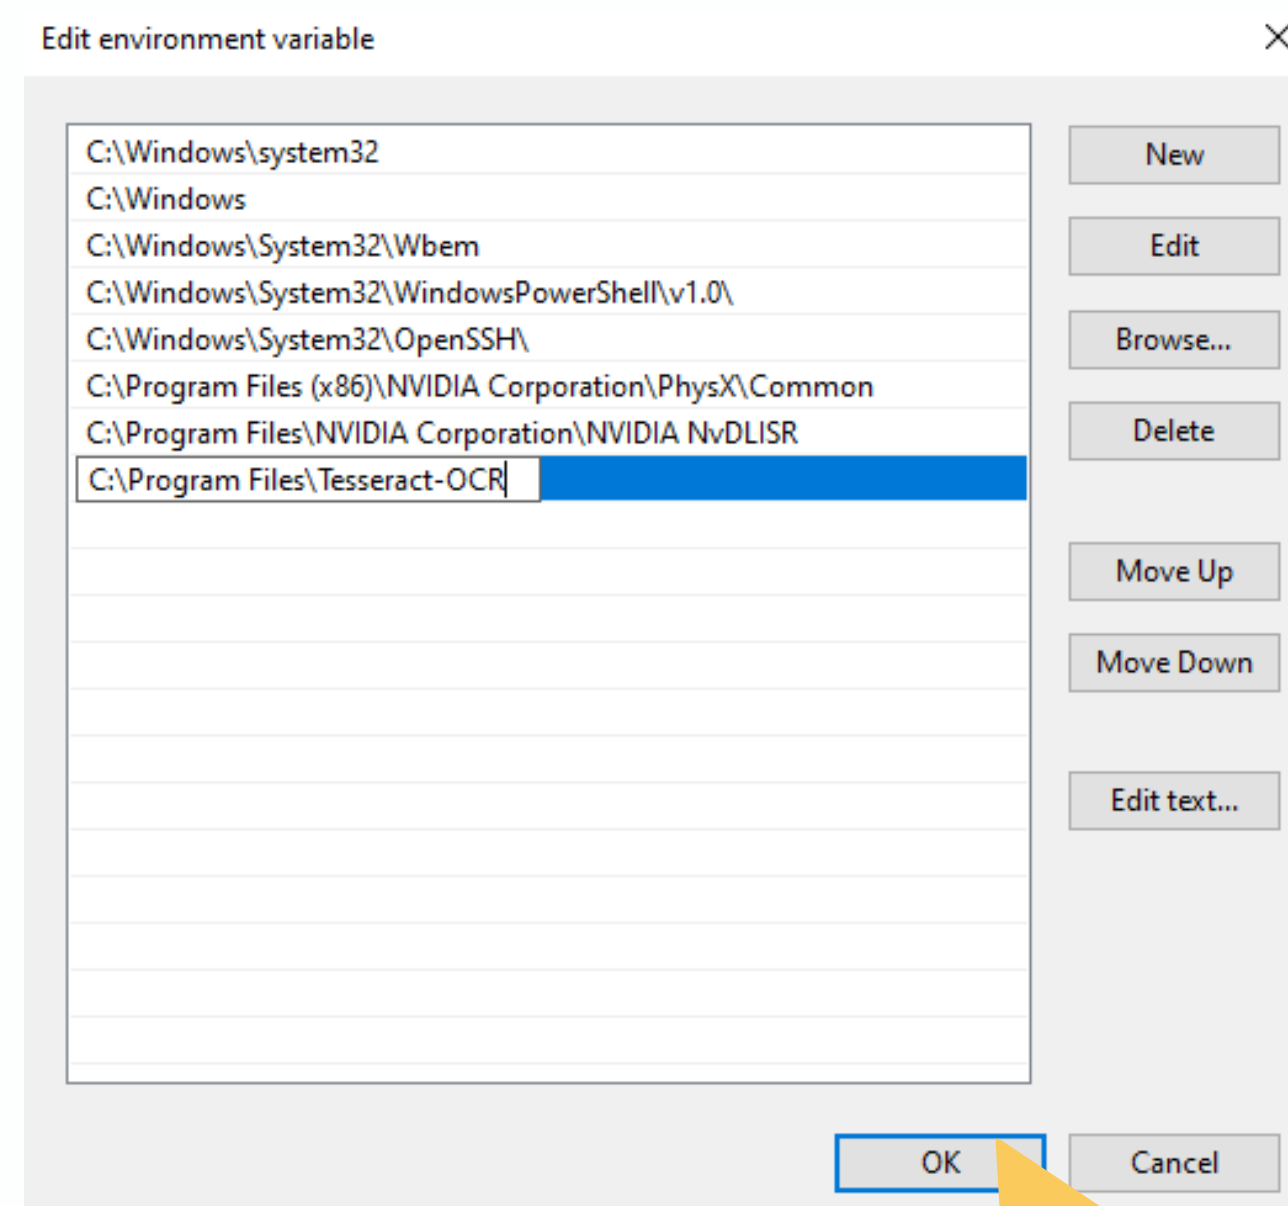 Edit environment variable
C:\Windows\system32
C:\Windows
C:\Windows\System32\Wbem
C:\Windows\System32\WindowsPowerShell\v1.0\
C:\Windows\System32\OpenSSH\
C:\Program Files (x86)\NVIDIA Corporation\PhysX\Common
C:\Program Files\NVIDIA Corporation\NVIDIA NvDLISR
C:\Program Files\Tesseract-OCR
New
Edit
Browse...
Delete
Move Up
Move Down
Edit text...
OK
Cancel